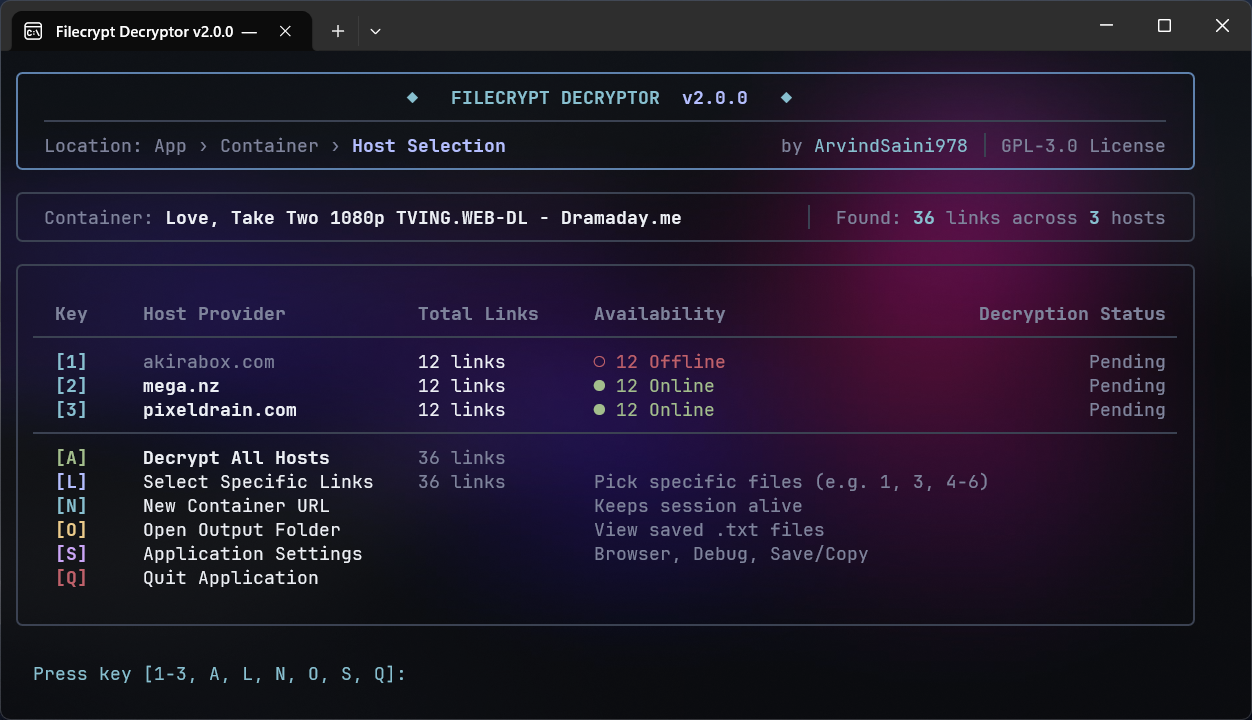 Filecrypt Decryptor v2.0.0 —
◆ FILECRYPT DECRYPTOR v2.0.0 ◆
Location: App › Container › Host Selection by ArvindSaini978 │ GPL-3.0 License
Container: Love, Take Two 1080p TVING.WEB-DL - Dramaday.me │ Found: 36 links across 3 hosts
Key Host Provider Total Links Availability Decryption Status
[1] akirabox.com 12 links ○ 12 Offline Pending
[2] mega.nz 12 links ● 12 Online Pending
[3] pixeldrain.com 12 links ● 12 Online Pending
[A] Decrypt All Hosts 36 links
[L] Select Specific Links 36 links Pick specific files (e.g. 1, 3, 4-6)
[N] New Container URL Keeps session alive
[O] Open Output Folder View saved .txt files
[S] Application Settings Browser, Debug, Save/Copy
[Q] Quit Application
Press key [1-3, A, L, N, O, S, Q]: